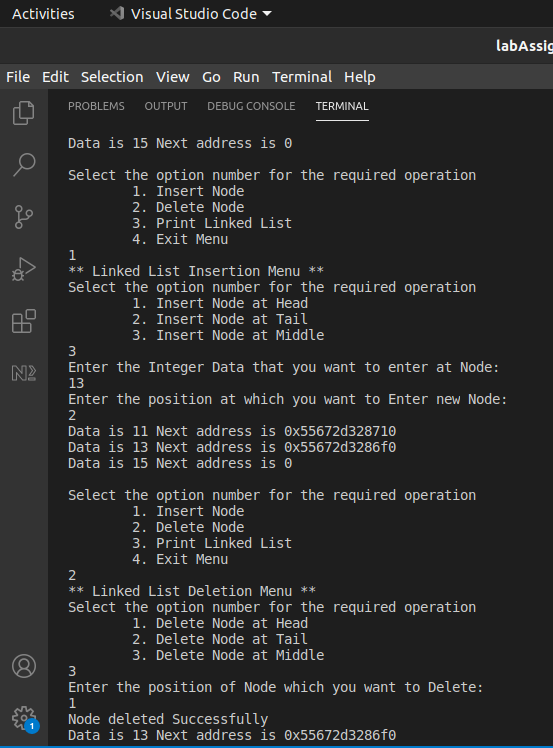 Activities Visual Studio Code
labAssig
File Edit Selection View Go Run Terminal Help
PROBLEMS OUTPUT DEBUG CONSOLE TERMINAL
Data is 15 Next address is 0
Select the option number for the required operation
1. Insert Node
2. Delete Node
3. Print Linked List
4. Exit Menu
1
** Linked List Insertion Menu **
Select the option number for the required operation
1. Insert Node at Head
2. Insert Node at Tail
3. Insert Node at Middle
3
Enter the Integer Data that you want to enter at Node:
13
Enter the position at which you want to Enter new Node:
2
Data is 11 Next address is 0x55672d328710
Data is 13 Next address is 0x55672d3286f0
Data is 15 Next address is 0
Select the option number for the required operation
1. Insert Node
2. Delete Node
3. Print Linked List
4. Exit Menu
2
** Linked List Deletion Menu **
Select the option number for the required operation
1. Delete Node at Head
2. Delete Node at Tail
3. Delete Node at Middle
3
Enter the position of Node which you want to Delete:
1
Node deleted Successfully
Data is 13 Next address is 0x55672d3286f0
1